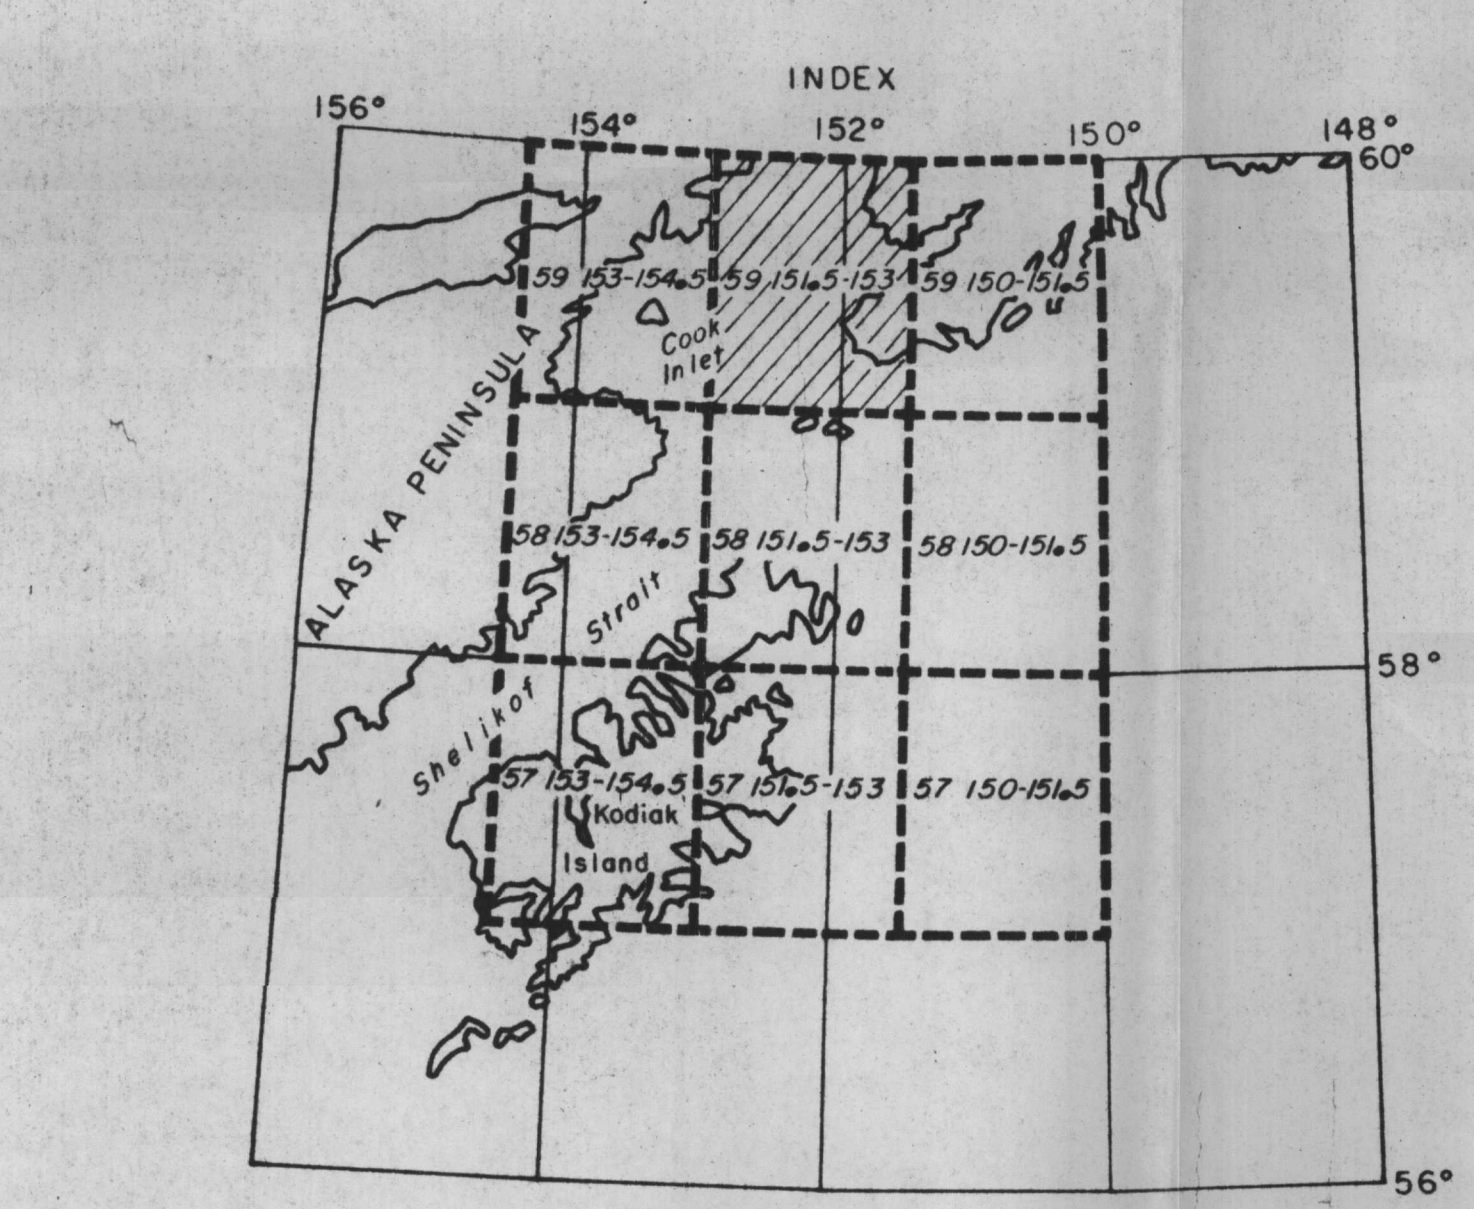 INDEX
156° 154° 152° 150° 148°
60°
59 153-154.5 59 151.5-153 59 150-151.5
Cook
Inlet
ALASKA PENINSULA
58 153-154.5 58 151.5-153 58 150-151.5
Shelikof Strait
58°
57 153-154.5 57 151.5-153 57 150-151.5
Kodiak
Island
56°